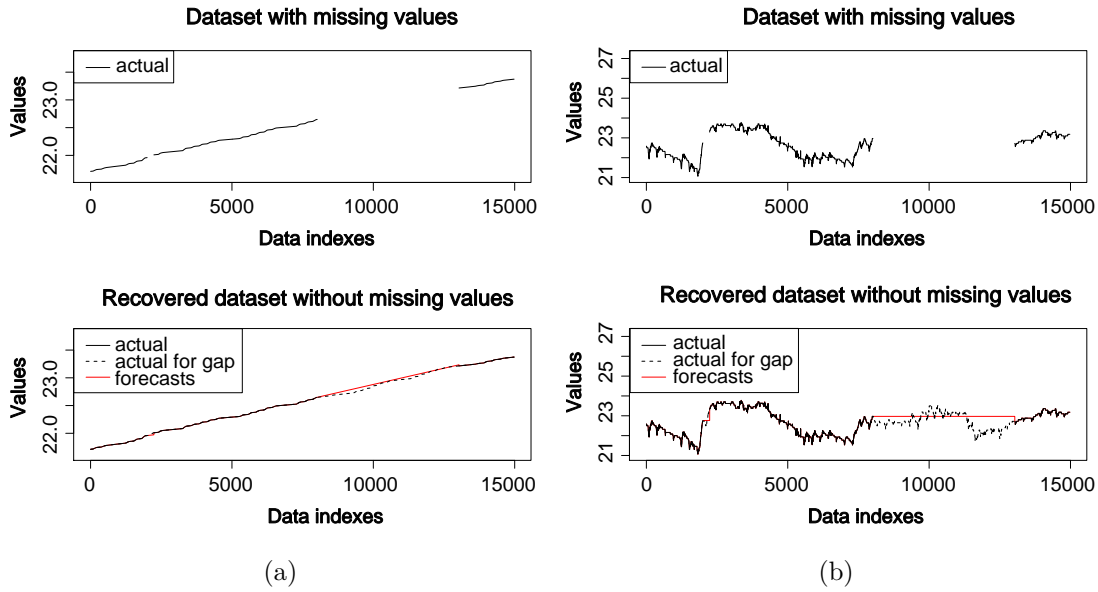 Dataset with missing values
actual
Values
22.0
23.0
0
5000
10000
15000
Data indexes
Dataset with missing values
actual
Values
21
23
25
27
0
5000
10000
15000
Data indexes
Recovered dataset without missing values
actual
actual for gap
forecasts
Values
22.0
23.0
0
5000
10000
15000
Data indexes
Recovered dataset without missing values
actual
actual for gap
forecasts
Values
21
23
25
27
0
5000
10000
15000
Data indexes
(a)
(b)